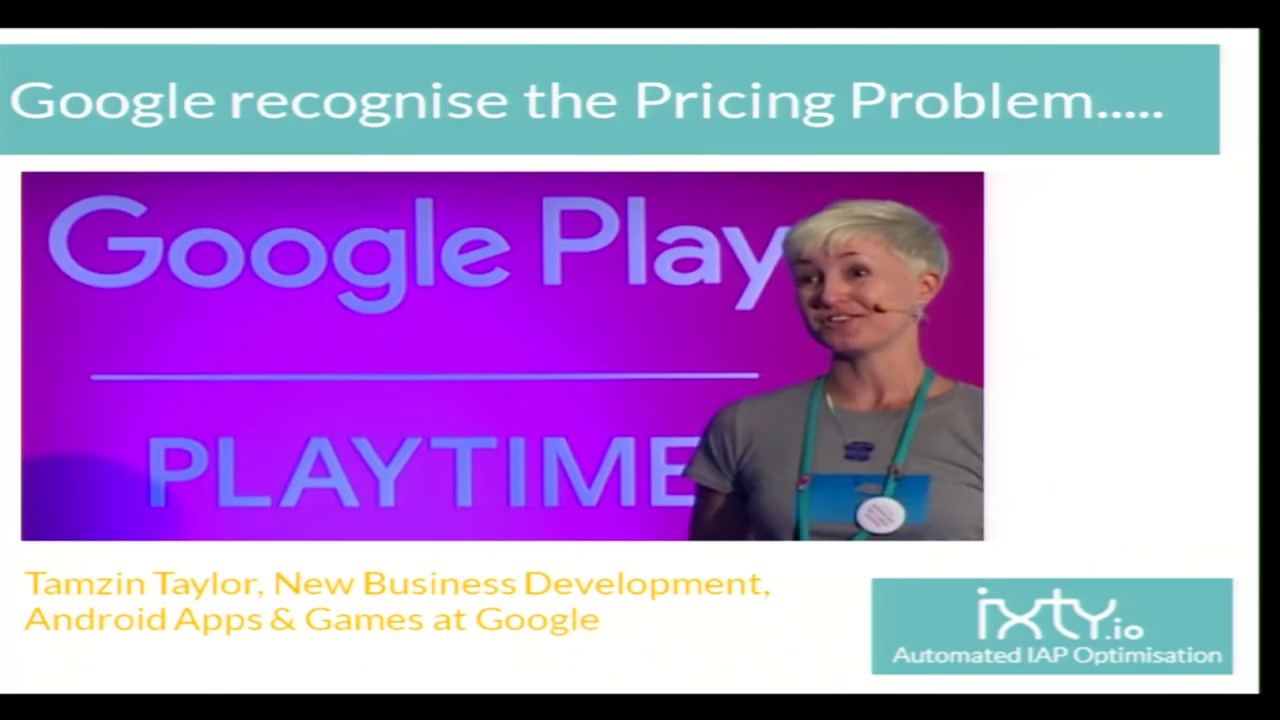 Google recognise the Pricing Problem.....
Google Play
PLAYTIME
Tamzin Taylor, New Business Development,
Android Apps & Games at Google
ixty.io
Automated IAP Optimisation